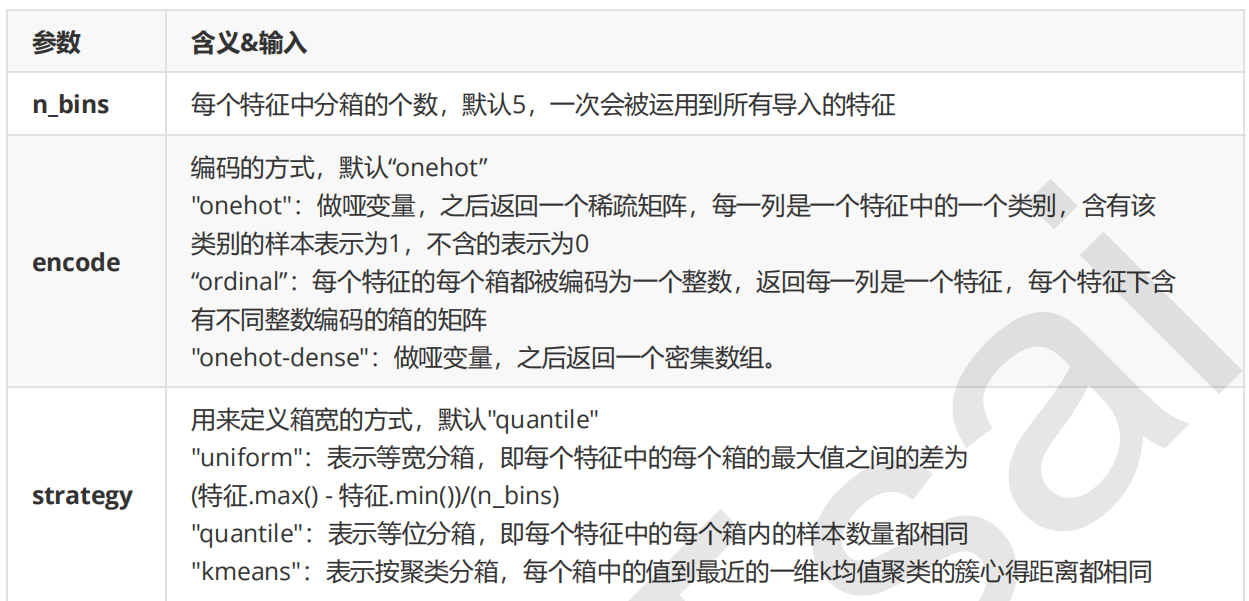 参数 含义&输入
n_bins 每个特征中分箱的个数，默认5，一次会被运用到所有导入的特征
encode
编码的方式，默认“onehot”
"onehot"：做哑变量，之后返回一个稀疏矩阵，每一列是一个特征中的一个类别，含有该
类别的样本表示为1，不含的表示为0
“ordinal”：每个特征的每个箱都被编码为一个整数，返回每一列是一个特征，每个特征下含
有不同整数编码的箱的矩阵
"onehot-dense"：做哑变量，之后返回一个密集数组。
strategy
用来定义箱宽的方式，默认"quantile"
"uniform"：表示等宽分箱，即每个特征中的每个箱的最大值之间的差为
(特征.max() - 特征.min())/(n_bins)
"quantile"：表示等位分箱，即每个特征中的每个箱内的样本数量都相同
"kmeans"：表示按聚类分箱，每个箱中的值到最近的一维k均值聚类的簇心得距离都相同